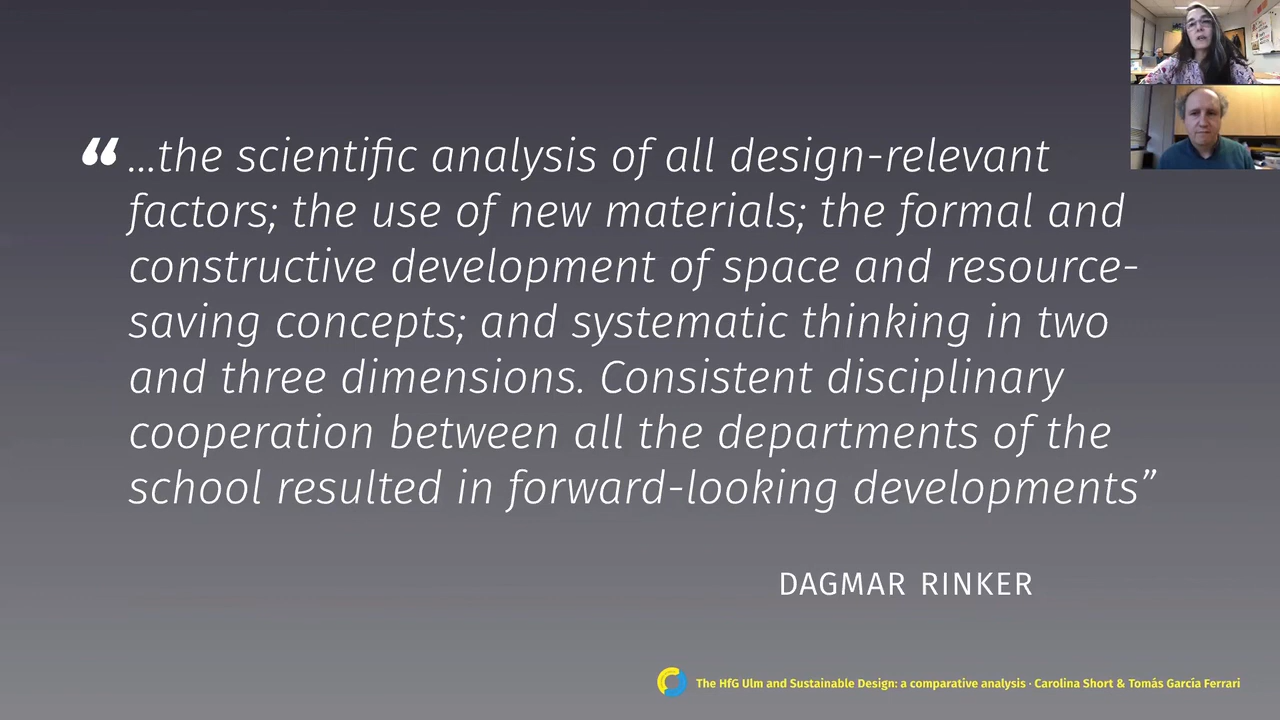 “ ...the scientific analysis of all design-relevant
factors; the use of new materials; the formal and
constructive development of space and resource-
saving concepts; and systematic thinking in two
and three dimensions. Consistent disciplinary
cooperation between all the departments of the
school resulted in forward-looking developments”
DAGMAR RINKER
The HfG Ulm and Sustainable Design: a comparative analysis · Carolina Short & Tomás García Ferrari